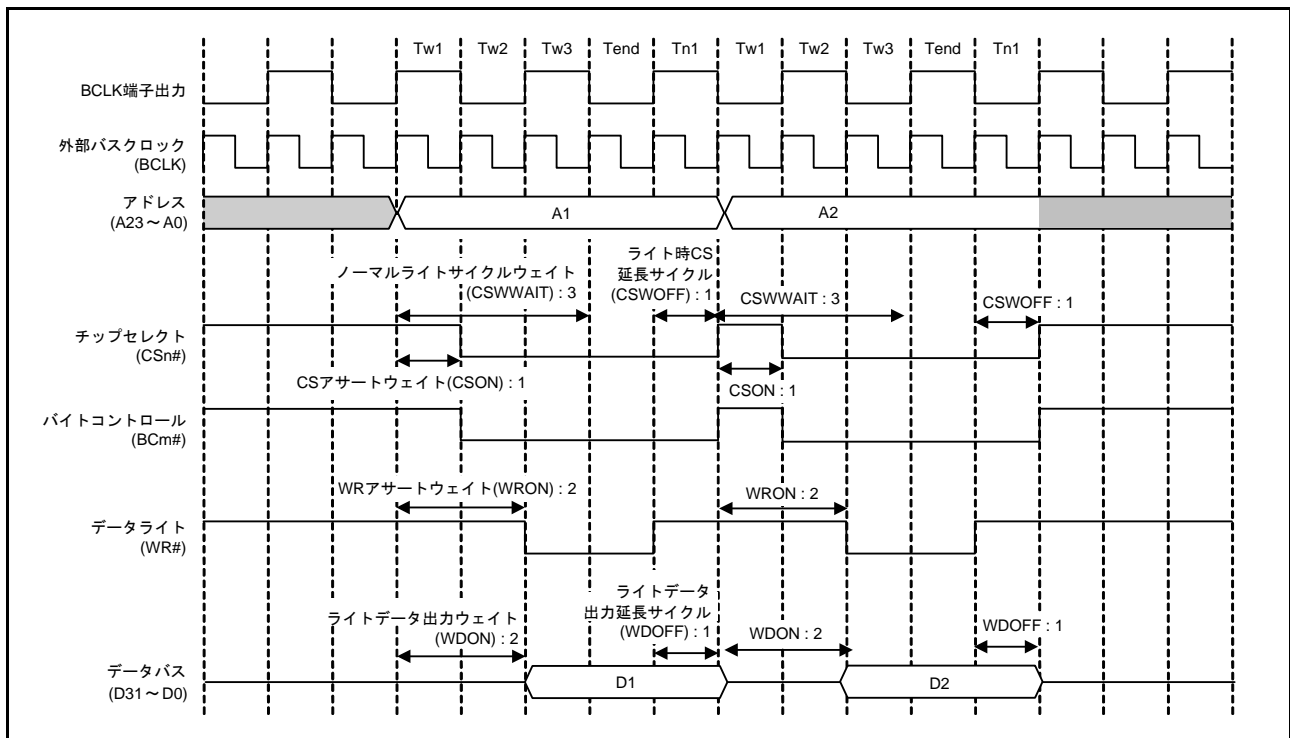 Tw1 Tw2 Tw3 Tend Tn1 Tw1 Tw2 Tw3 Tend Tn1
BCLK端子出力
外部バスクロック
(BCLK)
アドレス
(A23～A0)
A1
A2
ノーマルライトサイクルウェイト
(CSWWAIT) : 3
ライト時CS
延長サイクル
(CSWOFF) : 1
CSWWAIT : 3
CSWOFF : 1
チップセレクト
(CSn#)
CSアサートウェイト(CSON) : 1
CSON : 1
バイトコントロール
(BCm#)
WRアサートウェイト(WRON) : 2
WRON : 2
データライト
(WR#)
ライトデータ出力ウェイト
(WDON) : 2
ライトデータ
出力延長サイクル
(WDOFF) : 1
WDON : 2
WDOFF : 1
データバス
(D31～D0)
D1
D2